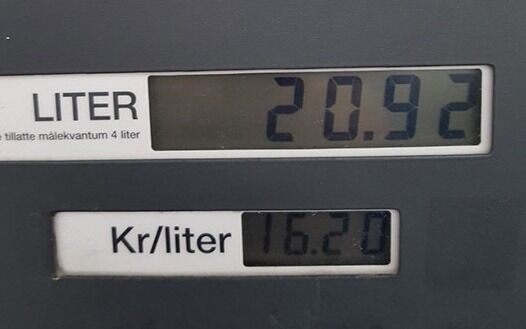 LITER 20.92
tillatte målekvantum 4 liter
Kr/liter 16.20